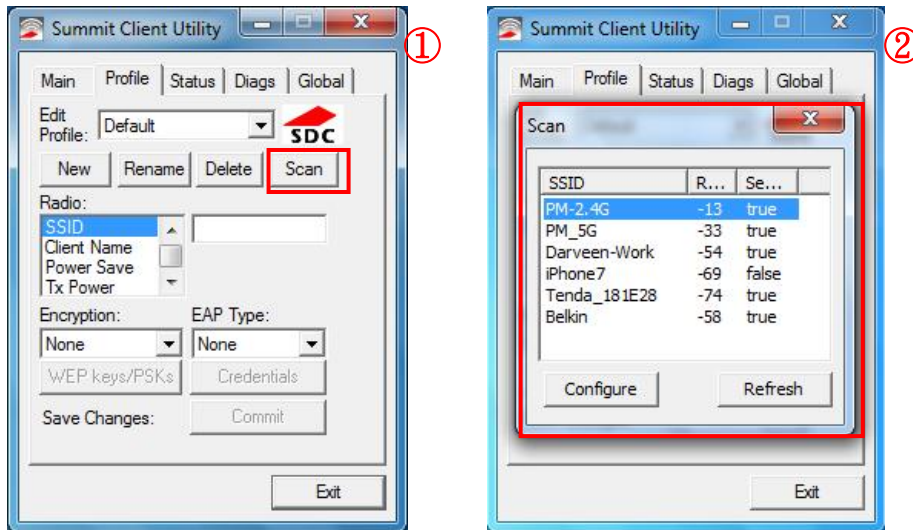 Summit Client Utility
①
Main Profile Status Diags Global
Edit
Profile:
Default
SDC
New Rename Delete Scan
Radio:
SSID
Client Name
Power Save
Tx Power
Encryption: EAP Type:
None None
WEP keys/PSKs Credentials
Save Changes: Commit
Exit
Summit Client Utility
②
Main Profile Status Diags Global
Scan
SSID R... Se...
PM-2.4G -13 true
PM_5G -33 true
Darveen-Work -54 true
iPhone7 -69 false
Tenda_181E28 -74 true
Belkin -58 true
Configure Refresh
Exit